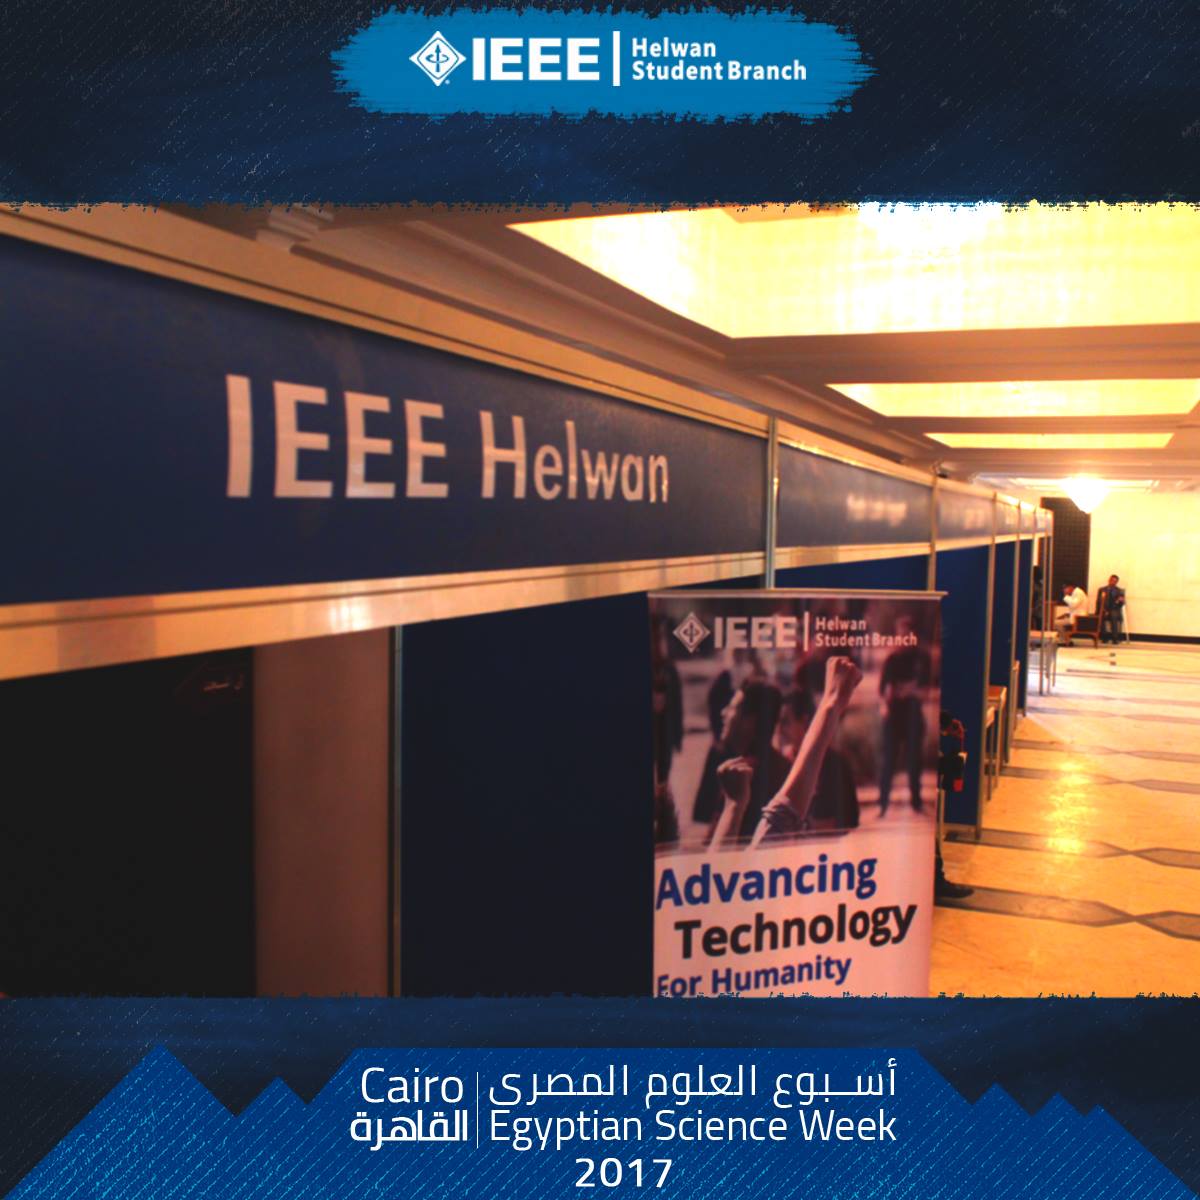 IEEE
Helwan
Student Branch
IEEE Helwan
IEEE
Helwan
Student Branch
Advancing
Technology
For Humanity
Cairo
القاهرة
أسبوع العلوم المصرى
Egyptian Science Week
2017